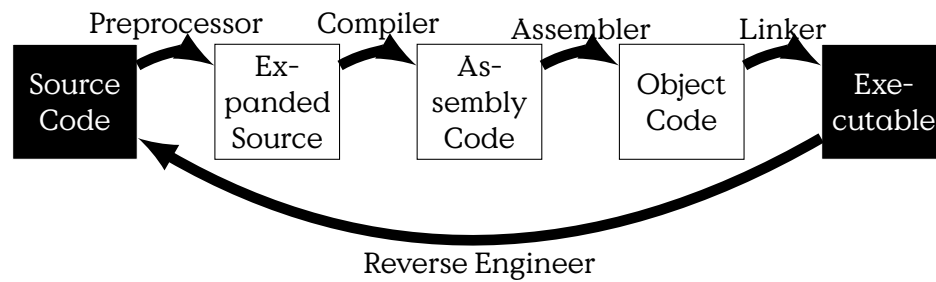 Preprocessor
Compiler
Assembler
Linker
Source
Code
Ex-
panded
Source
As-
sembly
Code
Object
Code
Exe-
cutable
Reverse Engineer